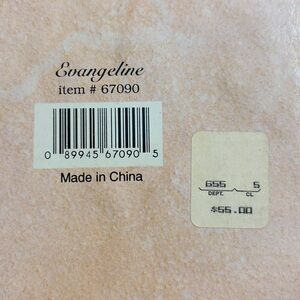 Evangeline
item # 67090
0 89945 67090 5
Made in China
655 5
DEPT. CL
$55.00